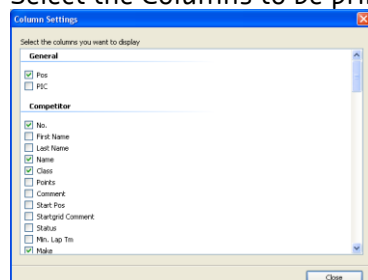 Select the Columns to be pri
Column Settings
Select the columns you want to display
General
Pos
PIC
Competitor
No.
First Name
Last Name
Name
Class
Points
Comment
Start Pos
Startgrid Comment
Status
Min. Lap Tm
Make
Close